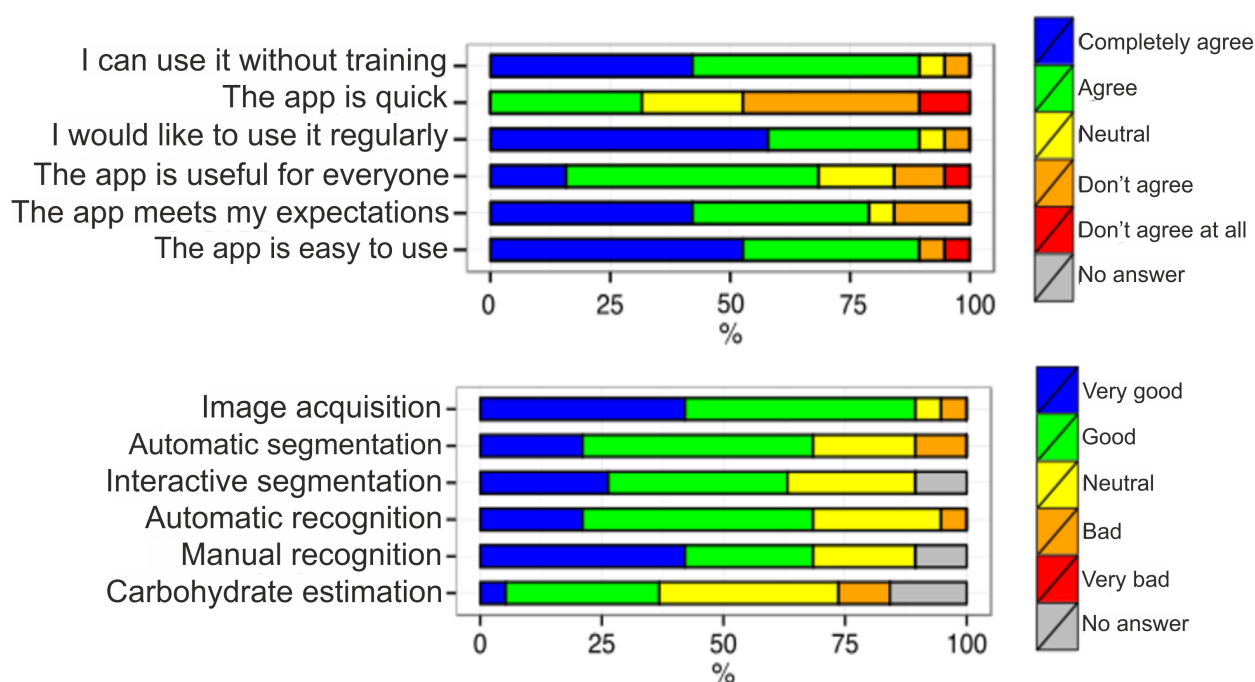 I can use it without training
The app is quick
I would like to use it regularly
The app is useful for everyone
The app meets my expectations
The app is easy to use
0 25 50 75 100
%
Completely agree
Agree
Neutral
Don't agree
Don't agree at all
No answer
Image acquisition
Automatic segmentation
Interactive segmentation
Automatic recognition
Manual recognition
Carbohydrate estimation
0 25 50 75 100
%
Very good
Good
Neutral
Bad
Very bad
No answer